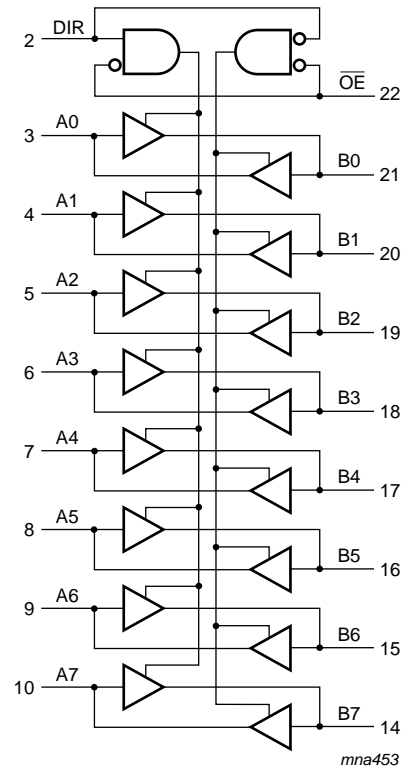 2 DIR
O̅E̅ 22
3 A0
B0 21
4 A1
B1 20
5 A2
B2 19
6 A3
B3 18
7 A4
B4 17
8 A5
B5 16
9 A6
B6 15
10 A7
B7 14
mna453